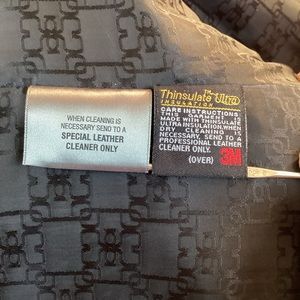 WHEN CLEANING IS
NECESSARY SEND TO A
SPECIAL LEATHER
CLEANER ONLY
Thinsulate™ Ultra
INSULATION
CARE INSTRUCTIONS
THIS GARMENT
MADE WITH THINSULATE
ULTRA INSULATION, WHEN
DRY CLEANING IS
NECESSARY, SEND TO A
PROFESSIONAL LEATHER
CLEANER ONLY.
(OVER) 3M